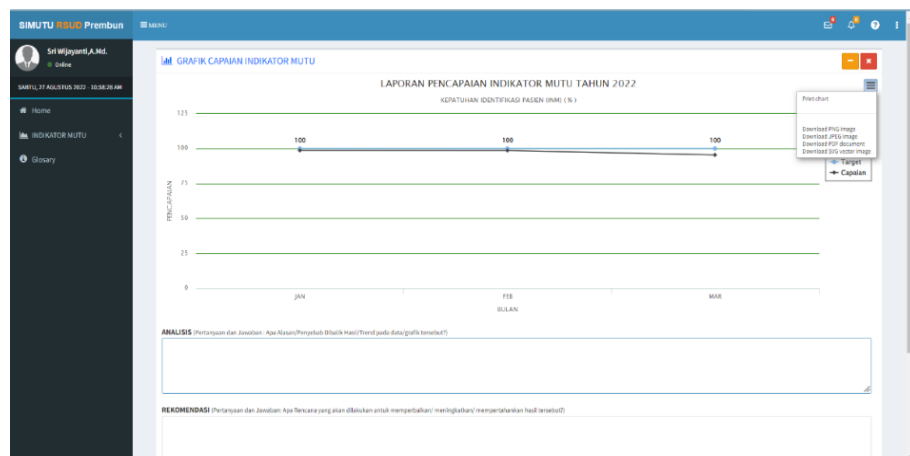 SIMUTU RSUD Prembun
MENU
Sri Wijayanti,A.Md.
Online
SABTU, 27 AGUSTUS 2022 - 10:58:28 AM
Home
INDIKATOR MUTU
Glosary
GRAFIK CAPAIAN INDIKATOR MUTU
LAPORAN PENCAPAIAN INDIKATOR MUTU TAHUN 2022
KEPATUHAN IDENTIFIKASI PASIEN (INM) ( % )
Print chart
Download PNG image
Download JPEG image
Download PDF document
Download SVG vector image
Target
Capaian
PENCAPAIAN
125
100
75
50
25
0
100
100
100
JAN
FEB
MAR
BULAN
ANALISIS (Pertanyaan dan Jawaban : Apa Alasan/Penyebab Dibalik Hasil/Trend pada data/grafik tersebut?)
REKOMENDASI (Pertanyaan dan Jawaban: Apa Rencana yang akan dilakukan untuk memperbaikan/ meningkatkan/ mempertahankan hasil tersebut?)